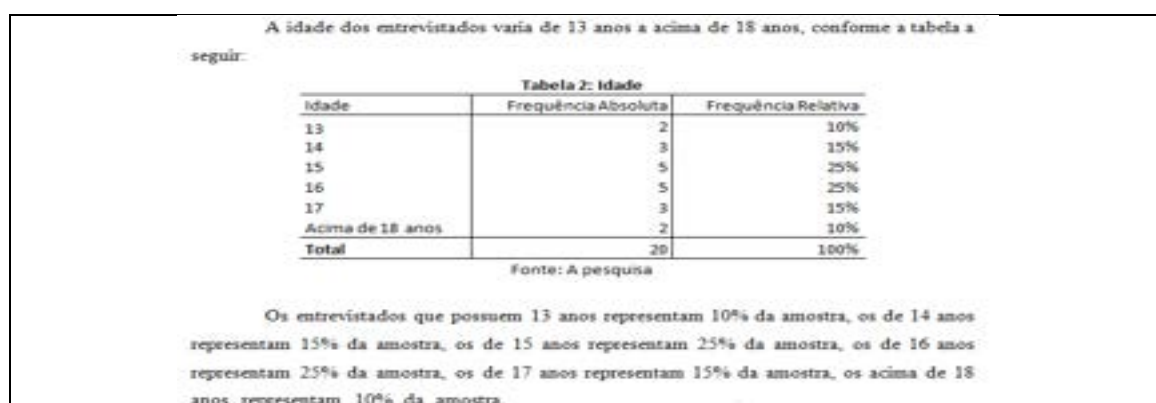 A idade dos entrevistados varia de 13 anos a acima de 18 anos, conforme a tabela a
seguir:
Tabela 2: Idade
Idade Frequência Absoluta Frequência Relativa
13 2 10%
14 3 15%
15 5 25%
16 5 25%
17 3 15%
Acima de 18 anos 2 10%
Total 20 100%
Fonte: A pesquisa
Os entrevistados que possuem 13 anos representam 10% da amostra, os de 14 anos
representam 15% da amostra, os de 15 anos representam 25% da amostra, os de 16 anos
representam 25% da amostra, os de 17 anos representam 15% da amostra, os acima de 18
anos representam 10% da amostra